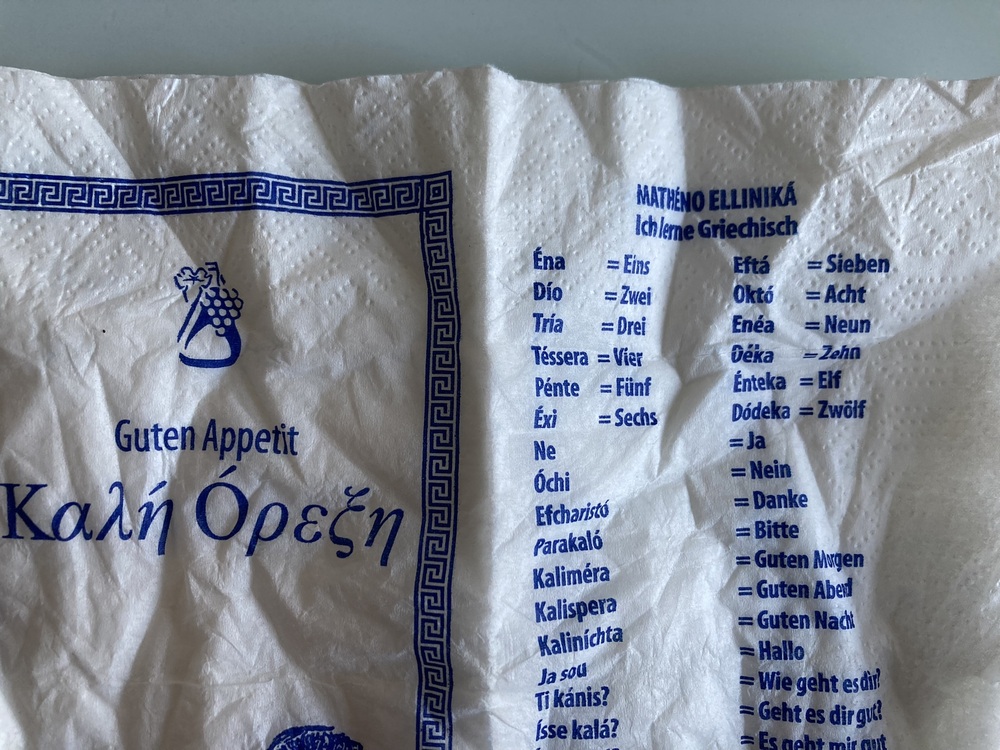 Guten Appetit
Καλή Όρεξη
MATHÉNO ELLINIKÁ
Ich lerne Griechisch
Éna = Eins
Dío = Zwei
Tría = Drei
Téssera = Vier
Pénte = Fünf
Éxi = Sechs
Eftá = Sieben
Októ = Acht
Enéa = Neun
Déka = Zehn
Énteka = Elf
Dódeka = Zwölf
Ne = Ja
Óchi = Nein
Efcharistó = Danke
Parakaló = Bitte
Kaliméra = Guten Morgen
Kalispera = Guten Abend
Kaliníchta = Guten Nacht
Ja sou = Hallo
Ti kánis? = Wie geht es dir?
Ísse kalá? = Geht es dir gut?
= Es geht mir gut